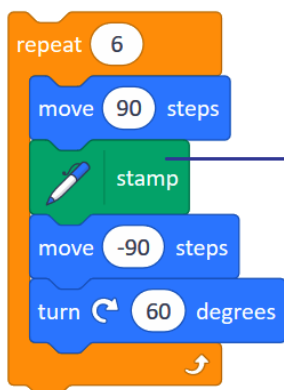 repeat 6
move 90 steps
stamp
move -90 steps
turn 60 degrees